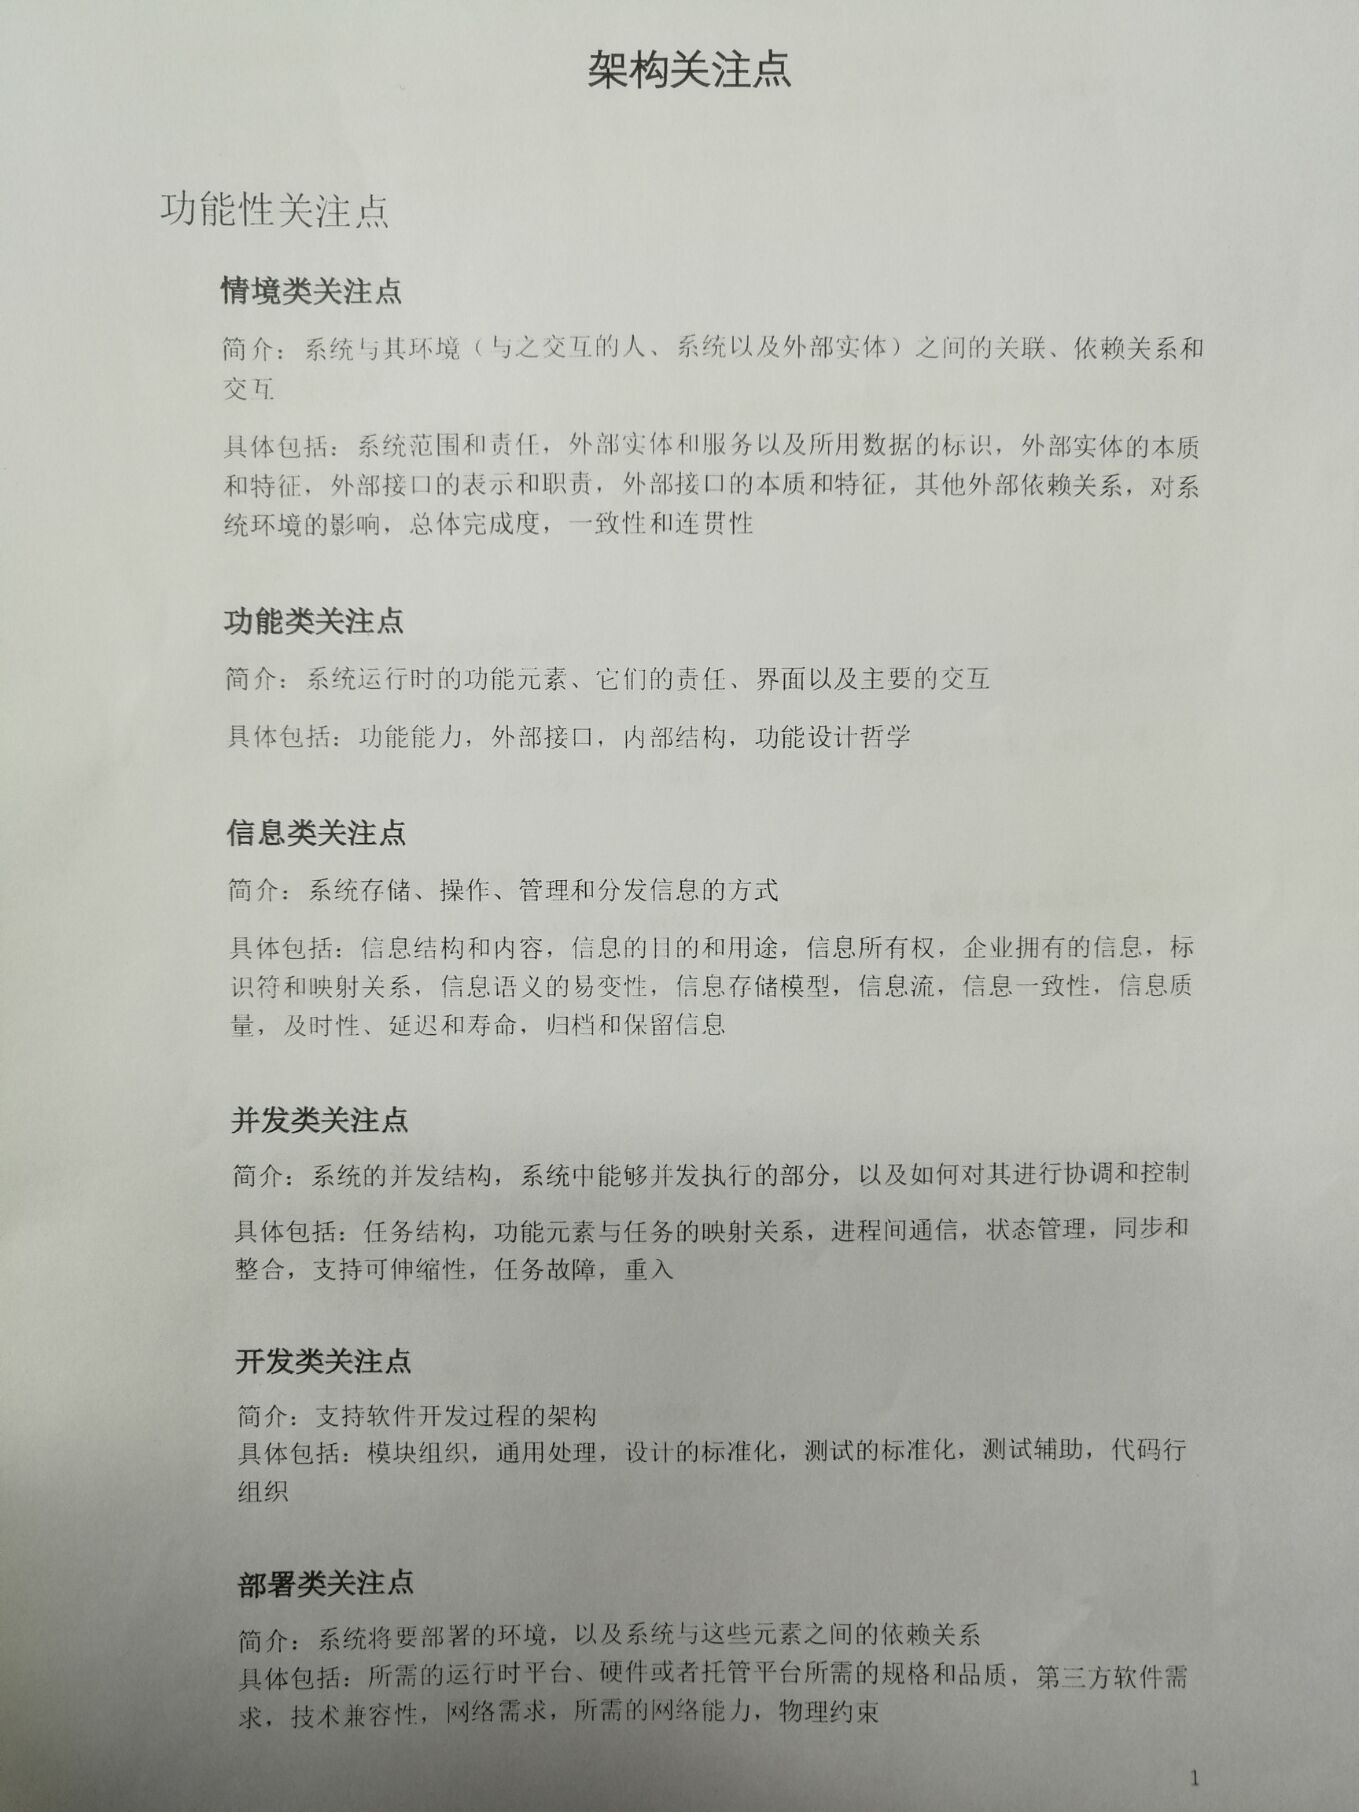 架构关注点
功能性关注点
情境类关注点
简介：系统与其环境（与之交互的人、系统以及外部实体）之间的关联、依赖关系和
交互
具体包括：系统范围和责任，外部实体和服务以及所用数据的标识，外部实体的本质
和特征，外部接口的表示和职责，外部接口的本质和特征，其他外部依赖关系，对系
统环境的影响，总体完成度，一致性和连贯性
功能类关注点
简介：系统运行时的功能元素、它们的责任、界面以及主要的交互
具体包括：功能能力，外部接口，内部结构，功能设计哲学
信息类关注点
简介：系统存储、操作、管理和分发信息的方式
具体包括：信息结构和内容，信息的目的和用途，信息所有权，企业拥有的信息，标
识符和映射关系，信息语义的易变性，信息存储模型，信息流，信息一致性，信息质
量，及时性、延迟和寿命，归档和保留信息
并发类关注点
简介：系统的并发结构，系统中能够并发执行的部分，以及如何对其进行协调和控制
具体包括：任务结构，功能元素与任务的映射关系，进程间通信，状态管理，同步和
整合，支持可伸缩性，任务故障，重入
开发类关注点
简介：支持软件开发过程的架构
具体包括：模块组织，通用处理，设计的标准化，测试的标准化，测试辅助，代码行
组织
部署类关注点
简介：系统将要部署的环境，以及系统与这些元素之间的依赖关系
具体包括：所需的运行时平台、硬件或者托管平台所需的规格和品质，第三方软件需
求，技术兼容性，网络需求，所需的网络能力，物理约束
1